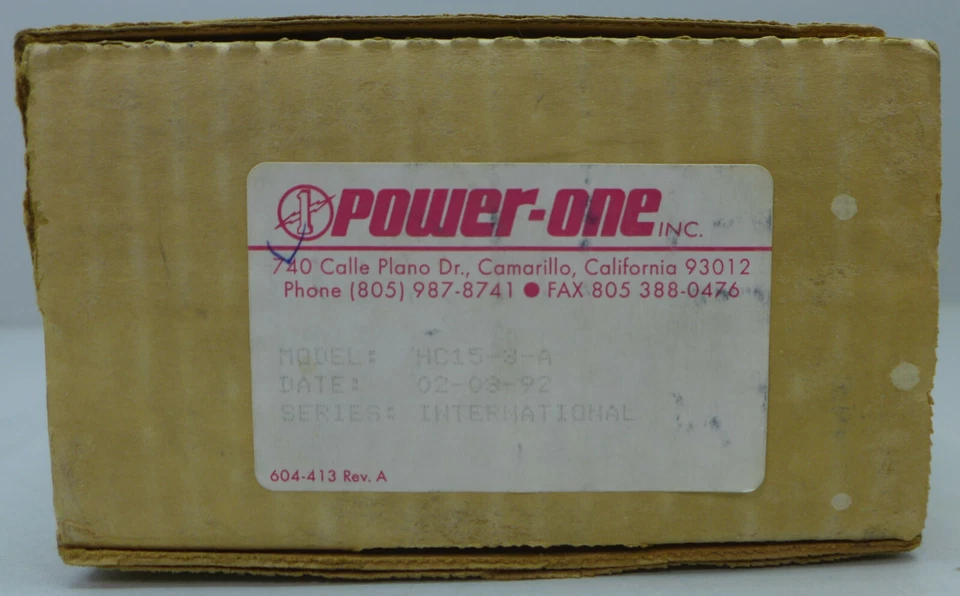 1 POWER-ONE INC.
740 Calle Plano Dr., Camarillo, California 93012
Phone (805) 987-8741 ● FAX 805 388-0476
MODEL: HC15-3-A
DATE: 02-03-92
SERIES: INTERNATIONAL
604-413 Rev. A